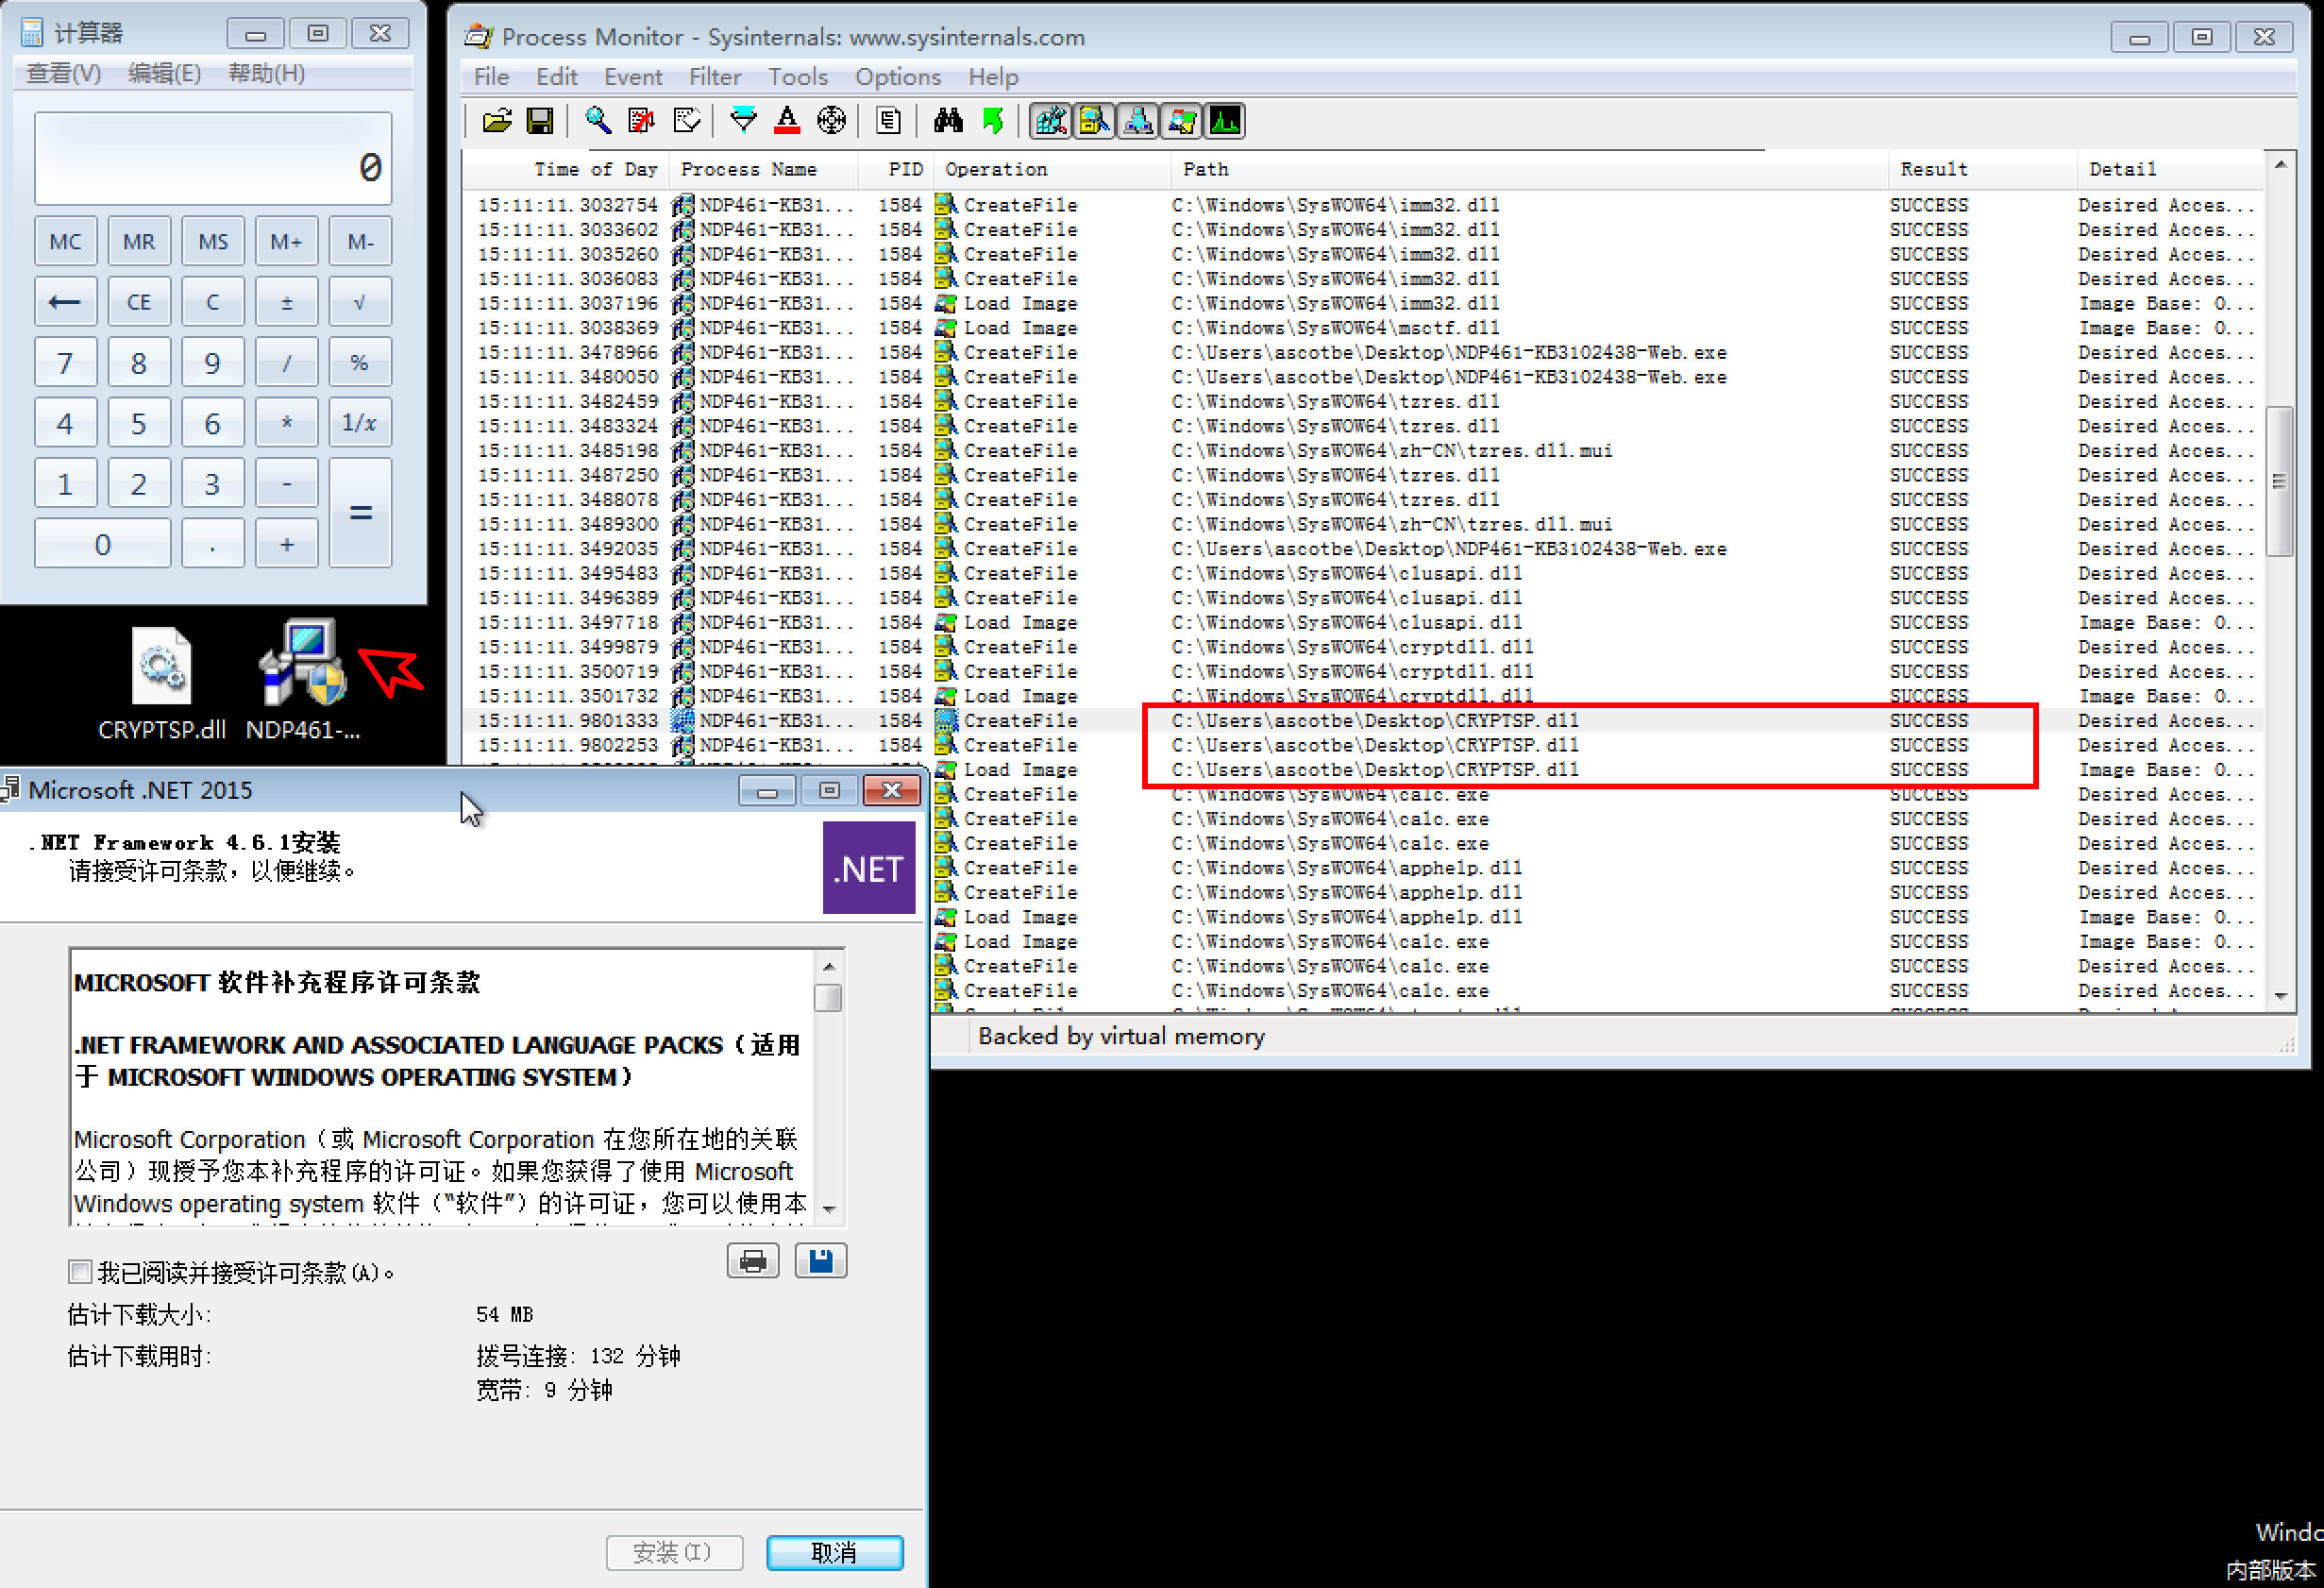 计算器
查看(V) 编辑(E) 帮助(H)
0
MC MR MS M+ M-
← CE C ± √
7 8 9 / %
4 5 6 * 1/x
1 2 3 - =
0 . +
CRYPTSP.dll NDP461-...
Process Monitor - Sysinternals: www.sysinternals.com
File Edit Event Filter Tools Options Help
Time of Day Process Name PID Operation Path Result Detail
15:11:11.3032754 NDP461-KB31... 1584 CreateFile C:\Windows\SysWOW64\imm32.dll SUCCESS Desired Acces...
15:11:11.3033602 NDP461-KB31... 1584 CreateFile C:\Windows\SysWOW64\imm32.dll SUCCESS Desired Acces...
15:11:11.3035260 NDP461-KB31... 1584 CreateFile C:\Windows\SysWOW64\imm32.dll SUCCESS Desired Acces...
15:11:11.3036083 NDP461-KB31... 1584 CreateFile C:\Windows\SysWOW64\imm32.dll SUCCESS Desired Acces...
15:11:11.3037196 NDP461-KB31... 1584 Load Image C:\Windows\SysWOW64\imm32.dll SUCCESS Image Base: 0...
15:11:11.3038369 NDP461-KB31... 1584 Load Image C:\Windows\SysWOW64\msctf.dll SUCCESS Image Base: 0...
15:11:11.3478966 NDP461-KB31... 1584 CreateFile C:\Users\ascotbe\Desktop\NDP461-KB3102438-Web.exe SUCCESS Desired Acces...
15:11:11.3480050 NDP461-KB31... 1584 CreateFile C:\Users\ascotbe\Desktop\NDP461-KB3102438-Web.exe SUCCESS Desired Acces...
15:11:11.3482459 NDP461-KB31... 1584 CreateFile C:\Windows\SysWOW64\tzres.dll SUCCESS Desired Acces...
15:11:11.3483324 NDP461-KB31... 1584 CreateFile C:\Windows\SysWOW64\tzres.dll SUCCESS Desired Acces...
15:11:11.3485198 NDP461-KB31... 1584 CreateFile C:\Windows\SysWOW64\zh-CN\tzres.dll.mui SUCCESS Desired Acces...
15:11:11.3487250 NDP461-KB31... 1584 CreateFile C:\Windows\SysWOW64\tzres.dll SUCCESS Desired Acces...
15:11:11.3488078 NDP461-KB31... 1584 CreateFile C:\Windows\SysWOW64\tzres.dll SUCCESS Desired Acces...
15:11:11.3489300 NDP461-KB31... 1584 CreateFile C:\Windows\SysWOW64\zh-CN\tzres.dll.mui SUCCESS Desired Acces...
15:11:11.3492035 NDP461-KB31... 1584 CreateFile C:\Users\ascotbe\Desktop\NDP461-KB3102438-Web.exe SUCCESS Desired Acces...
15:11:11.3495483 NDP461-KB31... 1584 CreateFile C:\Windows\SysWOW64\clusapi.dll SUCCESS Desired Acces...
15:11:11.3496389 NDP461-KB31... 1584 CreateFile C:\Windows\SysWOW64\clusapi.dll SUCCESS Desired Acces...
15:11:11.3497718 NDP461-KB31... 1584 Load Image C:\Windows\SysWOW64\clusapi.dll SUCCESS Image Base: 0...
15:11:11.3499879 NDP461-KB31... 1584 CreateFile C:\Windows\SysWOW64\cryptdll.dll SUCCESS Desired Acces...
15:11:11.3500719 NDP461-KB31... 1584 CreateFile C:\Windows\SysWOW64\cryptdll.dll SUCCESS Desired Acces...
15:11:11.3501732 NDP461-KB31... 1584 Load Image C:\Windows\SysWOW64\cryptdll.dll SUCCESS Image Base: 0...
15:11:11.9801333 NDP461-KB31... 1584 CreateFile C:\Users\ascotbe\Desktop\CRYPTSP.dll SUCCESS Desired Acces...
15:11:11.9802253 NDP461-KB31... 1584 CreateFile C:\Users\ascotbe\Desktop\CRYPTSP.dll SUCCESS Desired Acces...
Load Image C:\Users\ascotbe\Desktop\CRYPTSP.dll SUCCESS Image Base: 0...
CreateFile C:\Windows\SysWOW64\calc.exe SUCCESS Desired Acces...
CreateFile C:\Windows\SysWOW64\calc.exe SUCCESS Desired Acces...
CreateFile C:\Windows\SysWOW64\calc.exe SUCCESS Desired Acces...
CreateFile C:\Windows\SysWOW64\apphelp.dll SUCCESS Desired Acces...
CreateFile C:\Windows\SysWOW64\apphelp.dll SUCCESS Desired Acces...
Load Image C:\Windows\SysWOW64\apphelp.dll SUCCESS Image Base: 0...
Load Image C:\Windows\SysWOW64\calc.exe SUCCESS Image Base: 0...
CreateFile C:\Windows\SysWOW64\calc.exe SUCCESS Desired Acces...
CreateFile C:\Windows\SysWOW64\calc.exe SUCCESS Desired Acces...
Backed by virtual memory
Microsoft .NET 2015
.NET Framework 4.6.1安装
请接受许可条款，以便继续。
.NET
MICROSOFT 软件补充程序许可条款
.NET FRAMEWORK AND ASSOCIATED LANGUAGE PACKS（适用
于 MICROSOFT WINDOWS OPERATING SYSTEM）
Microsoft Corporation（或 Microsoft Corporation 在您所在地的关联
公司）现授予您本补充程序的许可证。如果您获得了使用 Microsoft
Windows operating system 软件（“软件”）的许可证，您可以使用本
我已阅读并接受许可条款(A)。
估计下载大小: 54 MB
估计下载用时: 拨号连接: 132 分钟
宽带: 9 分钟
安装(I) 取消
Windo
内部版本